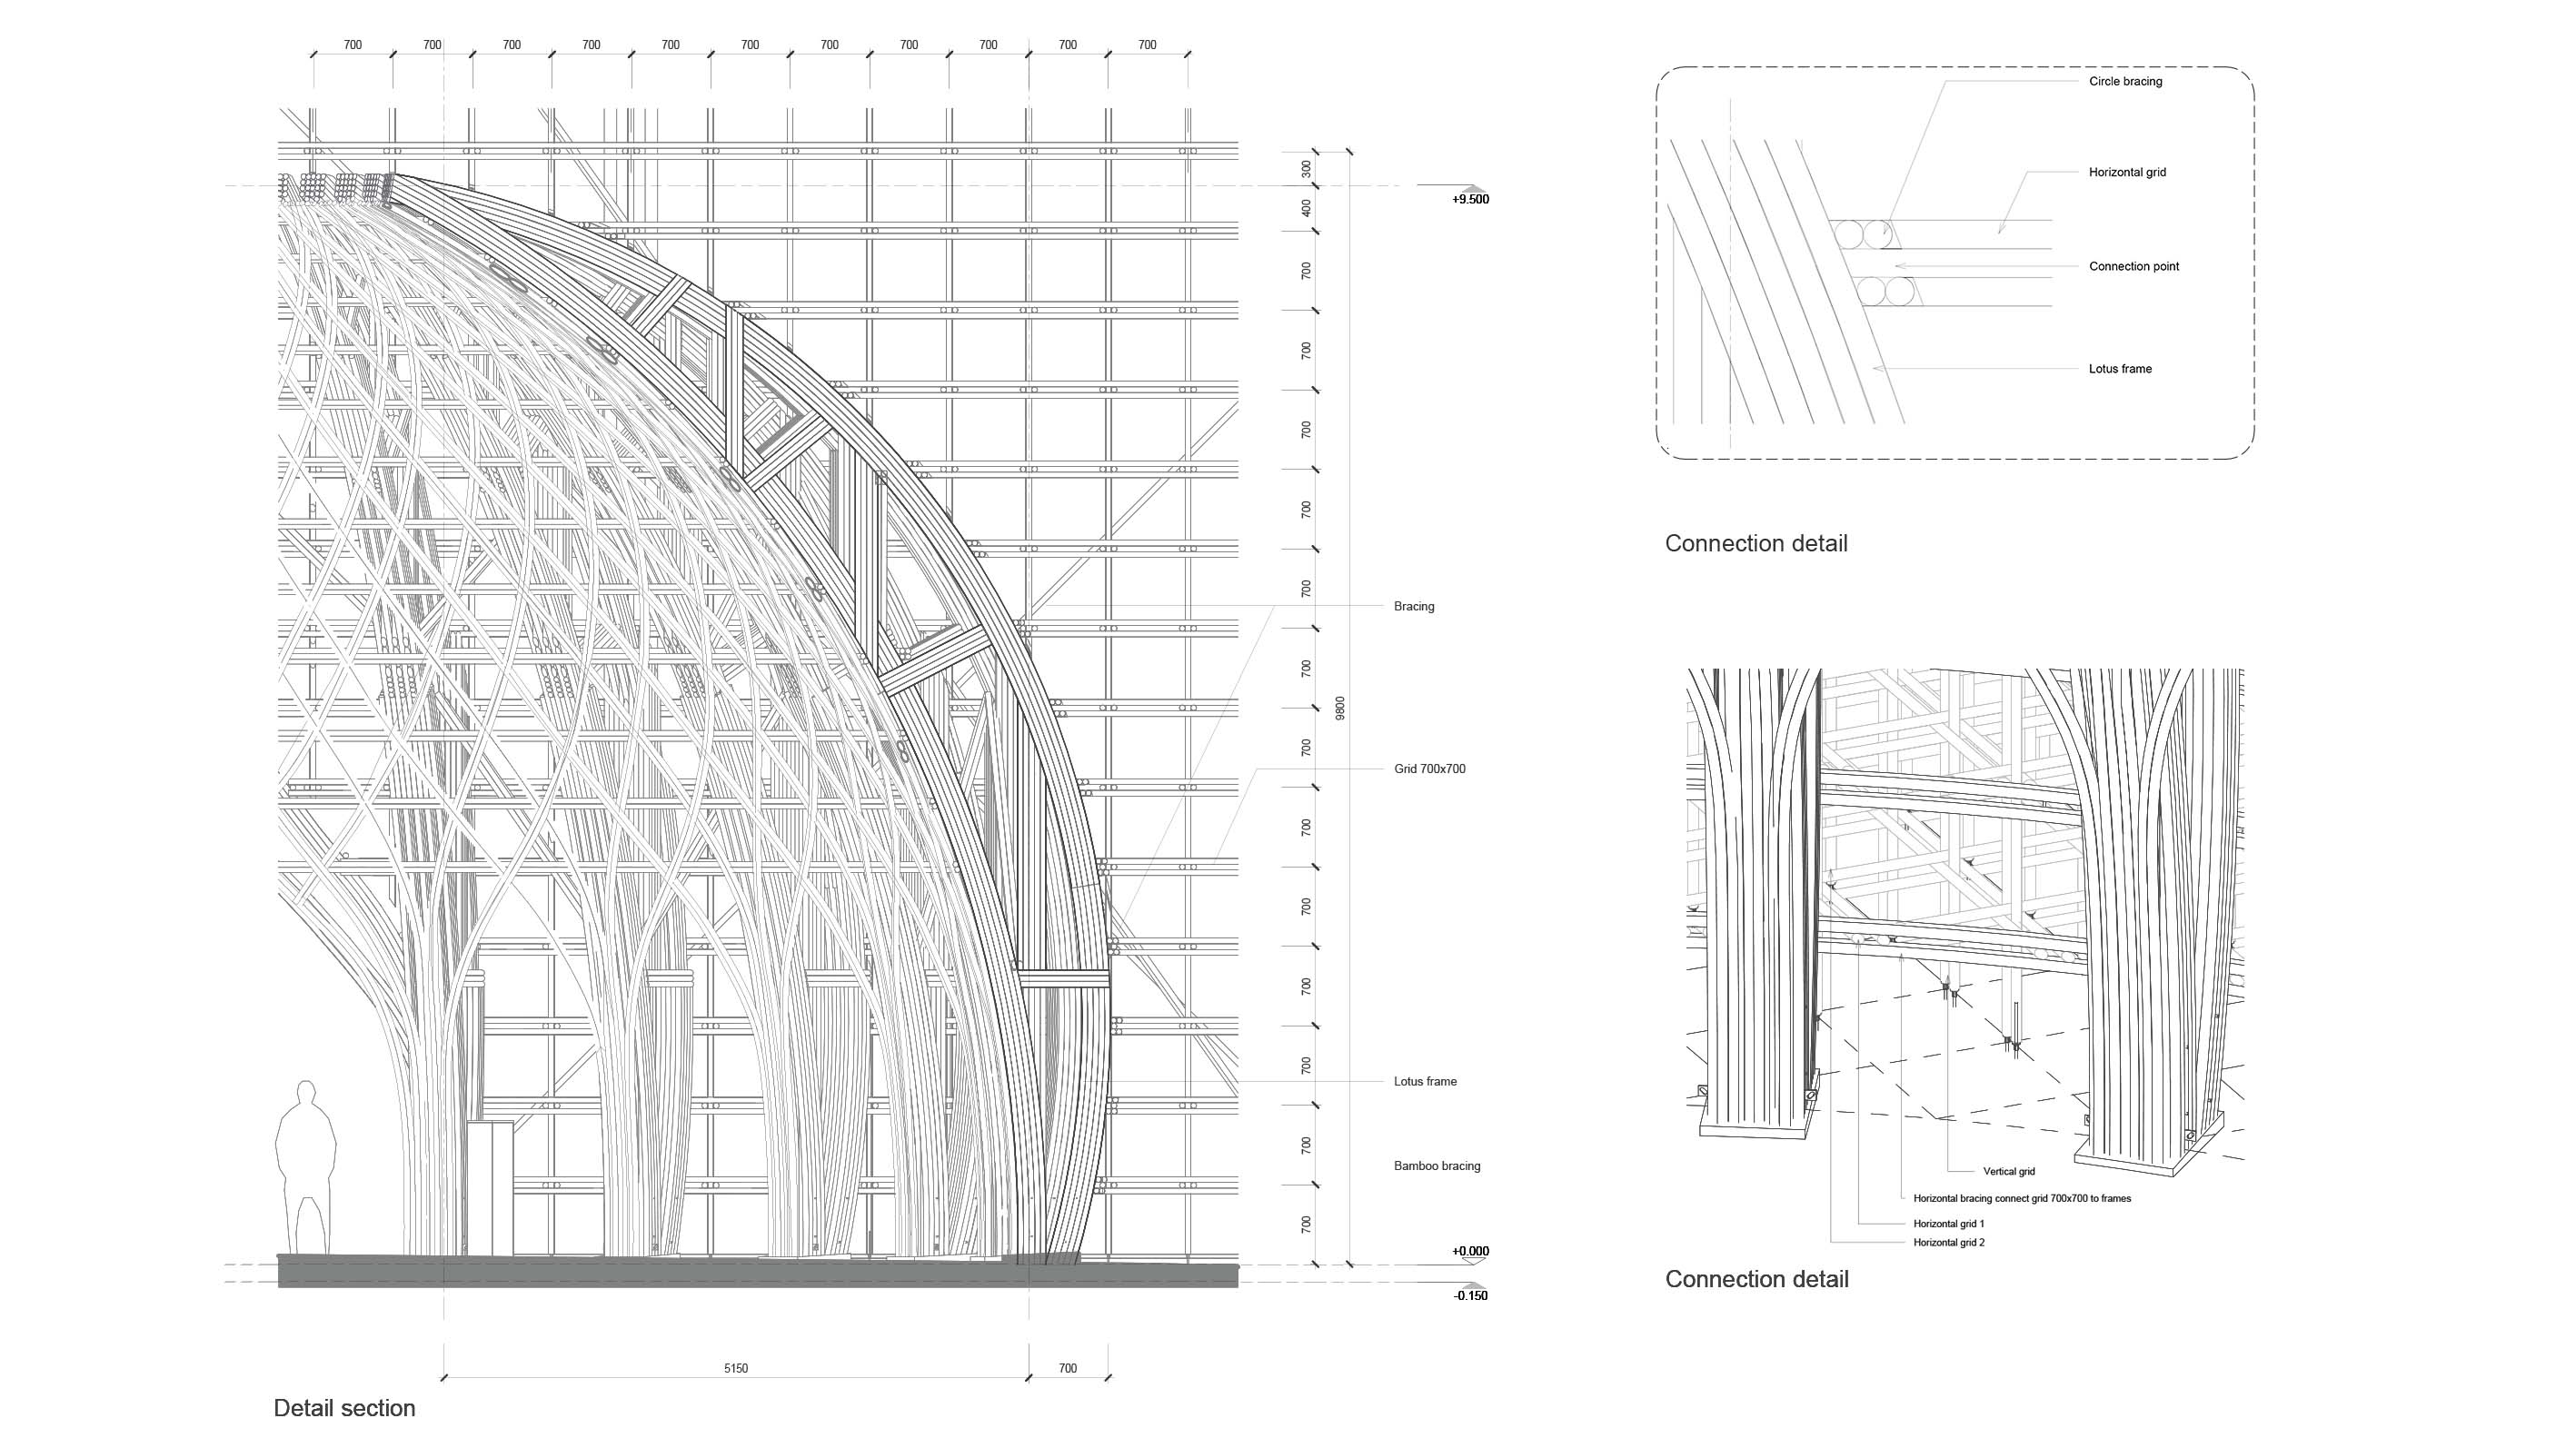 700 700 700 700 700 700 700 700 700 700 700
300
+9.500
400
700
700
700
700
700
700
700
9800
700
700
700
700
700
700
+0.000
-0.150
Bracing
Grid 700x700
Lotus frame
Bamboo bracing
5150 700
Detail section
Circle bracing
Horizontal grid
Connection point
Lotus frame
Connection detail
Vertical grid
Horizontal bracing connect grid 700x700 to frames
Horizontal grid 1
Horizontal grid 2
Connection detail